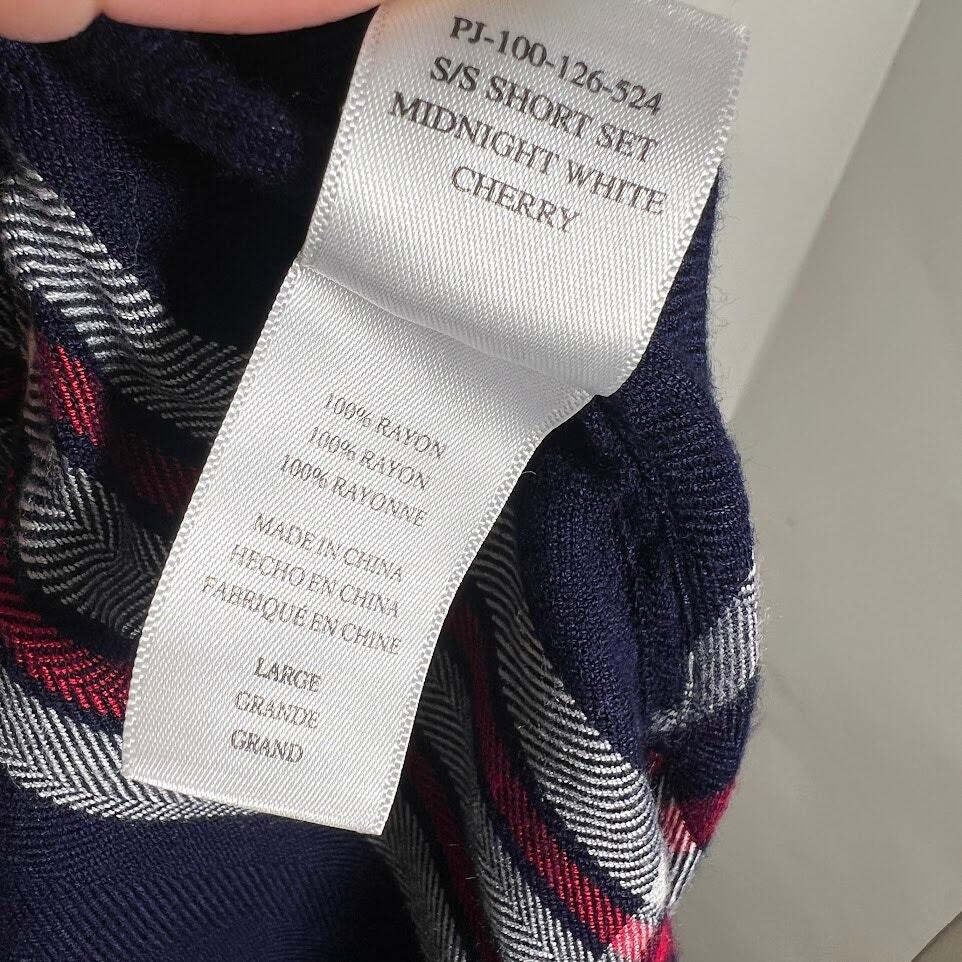 PJ-100-126-524
S/S SHORT SET
MIDNIGHT WHITE
CHERRY
100% RAYON
100% RAYON
100% RAYONNE
MADE IN CHINA
HECHO EN CHINA
FABRIQUÉ EN CHINE
LARGE
GRANDE
GRAND